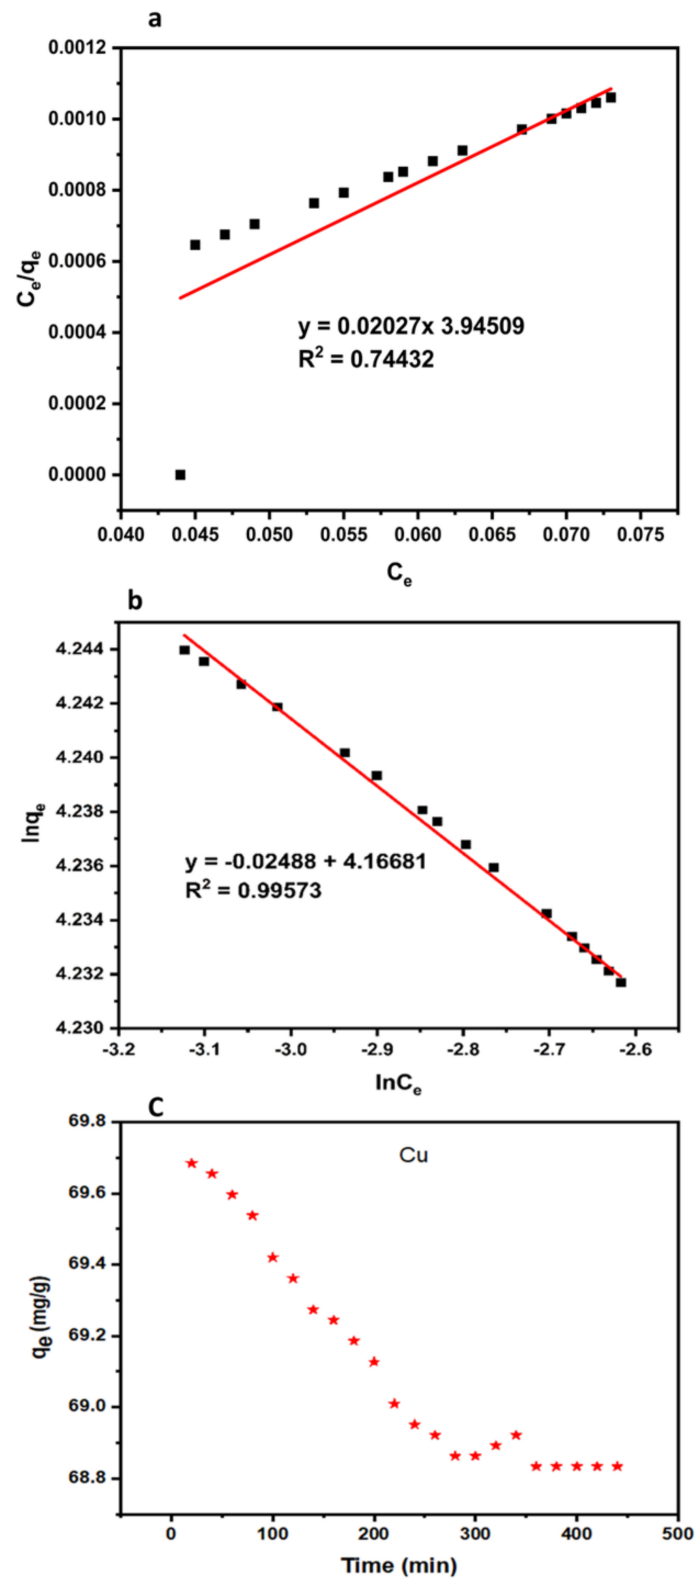 a
0.0012
0.0010
0.0008
0.0006
0.0004
0.0002
0.0000
Ce/qe
y = 0.02027x 3.94509
R2 = 0.74432
0.040 0.045 0.050 0.055 0.060 0.065 0.070 0.075
Ce
b
4.244
4.242
4.240
4.238
4.236
4.234
4.232
4.230
lnqe
y = -0.02488 + 4.16681
R2 = 0.99573
-3.2 -3.1 -3.0 -2.9 -2.8 -2.7 -2.6
lnCe
C
69.8
69.6
69.4
69.2
69.0
68.8
qe (mg/g)
Cu
0 100 200 300 400 500
Time (min)